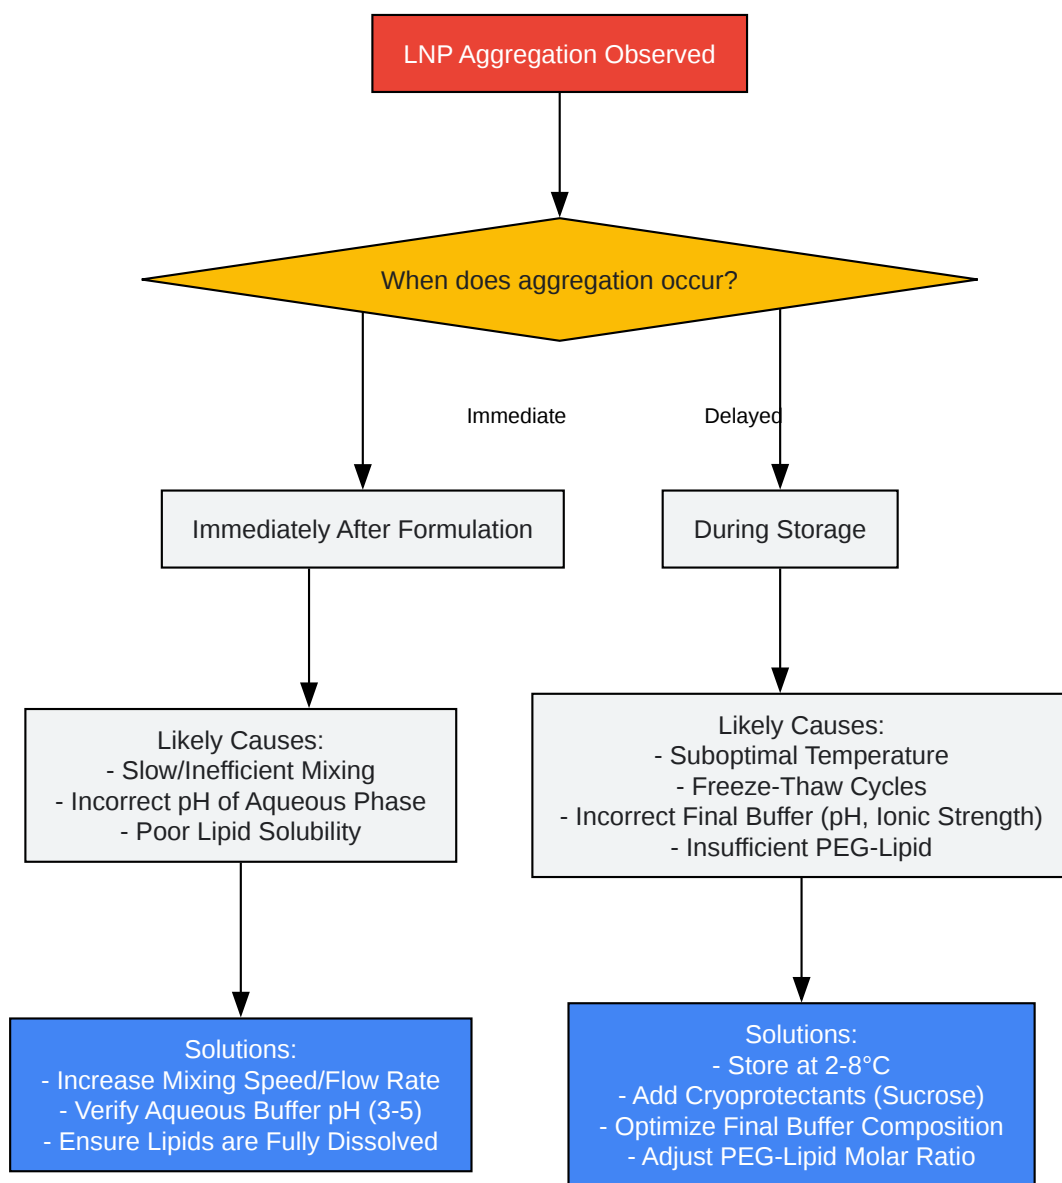 LNP Aggregation Observed
When does aggregation occur?
Immediate
Delayed
Immediately After Formulation
During Storage
Likely Causes:
- Slow/Inefficient Mixing
- Incorrect pH of Aqueous Phase
- Poor Lipid Solubility
Likely Causes:
- Suboptimal Temperature
- Freeze-Thaw Cycles
- Incorrect Final Buffer (pH, Ionic Strength)
- Insufficient PEG-Lipid
Solutions:
- Increase Mixing Speed/Flow Rate
- Verify Aqueous Buffer pH (3-5)
- Ensure Lipids are Fully Dissolved
Solutions:
- Store at 2-8°C
- Add Cryoprotectants (Sucrose)
- Optimize Final Buffer Composition
- Adjust PEG-Lipid Molar Ratio